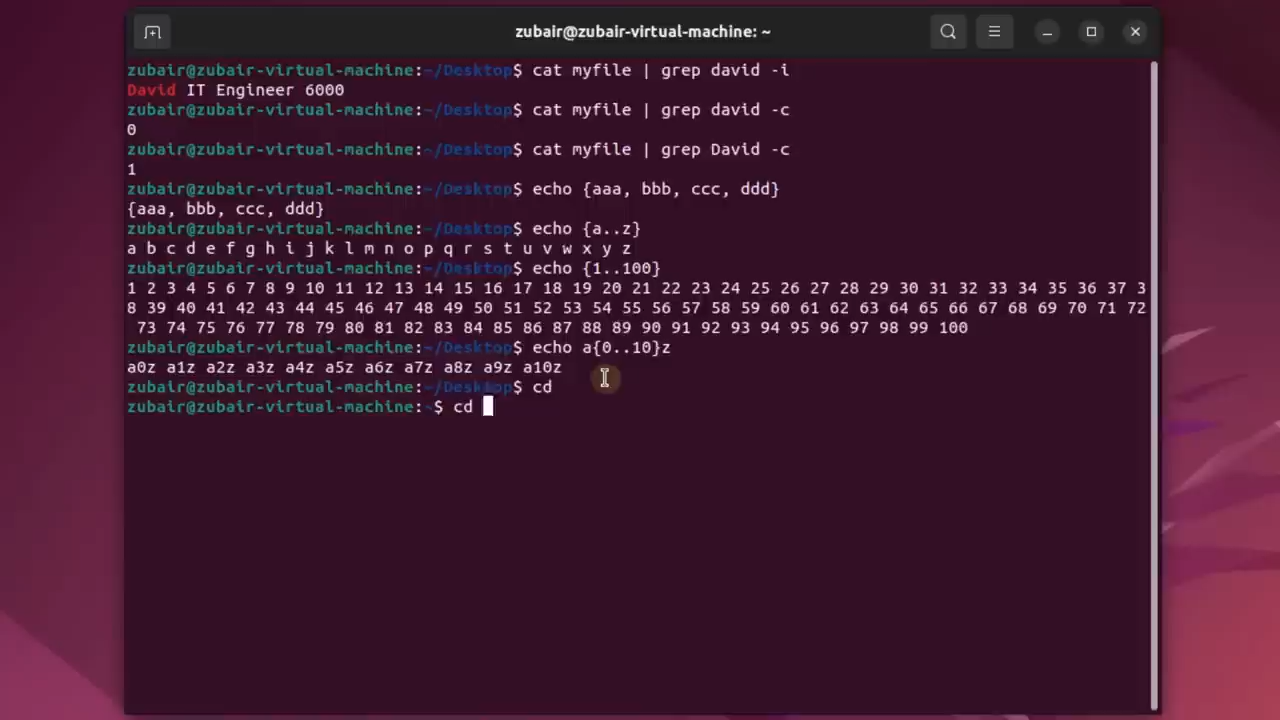 zubair@zubair-virtual-machine: ~
zubair@zubair-virtual-machine:~/Desktop$ cat myfile | grep david -i
David IT Engineer 6000
zubair@zubair-virtual-machine:~/Desktop$ cat myfile | grep david -c
0
zubair@zubair-virtual-machine:~/Desktop$ cat myfile | grep David -c
1
zubair@zubair-virtual-machine:~/Desktop$ echo {aaa, bbb, ccc, ddd}
{aaa, bbb, ccc, ddd}
zubair@zubair-virtual-machine:~/Desktop$ echo {a..z}
a b c d e f g h i j k l m n o p q r s t u v w x y z
zubair@zubair-virtual-machine:~/Desktop$ echo {1..100}
1 2 3 4 5 6 7 8 9 10 11 12 13 14 15 16 17 18 19 20 21 22 23 24 25 26 27 28 29 30 31 32 33 34 35 36 37 3
8 39 40 41 42 43 44 45 46 47 48 49 50 51 52 53 54 55 56 57 58 59 60 61 62 63 64 65 66 67 68 69 70 71 72
 73 74 75 76 77 78 79 80 81 82 83 84 85 86 87 88 89 90 91 92 93 94 95 96 97 98 99 100
zubair@zubair-virtual-machine:~/Desktop$ echo a{0..10}z
a0z a1z a2z a3z a4z a5z a6z a7z a8z a9z a10z
zubair@zubair-virtual-machine:~/Desktop$ cd
zubair@zubair-virtual-machine:~$ cd